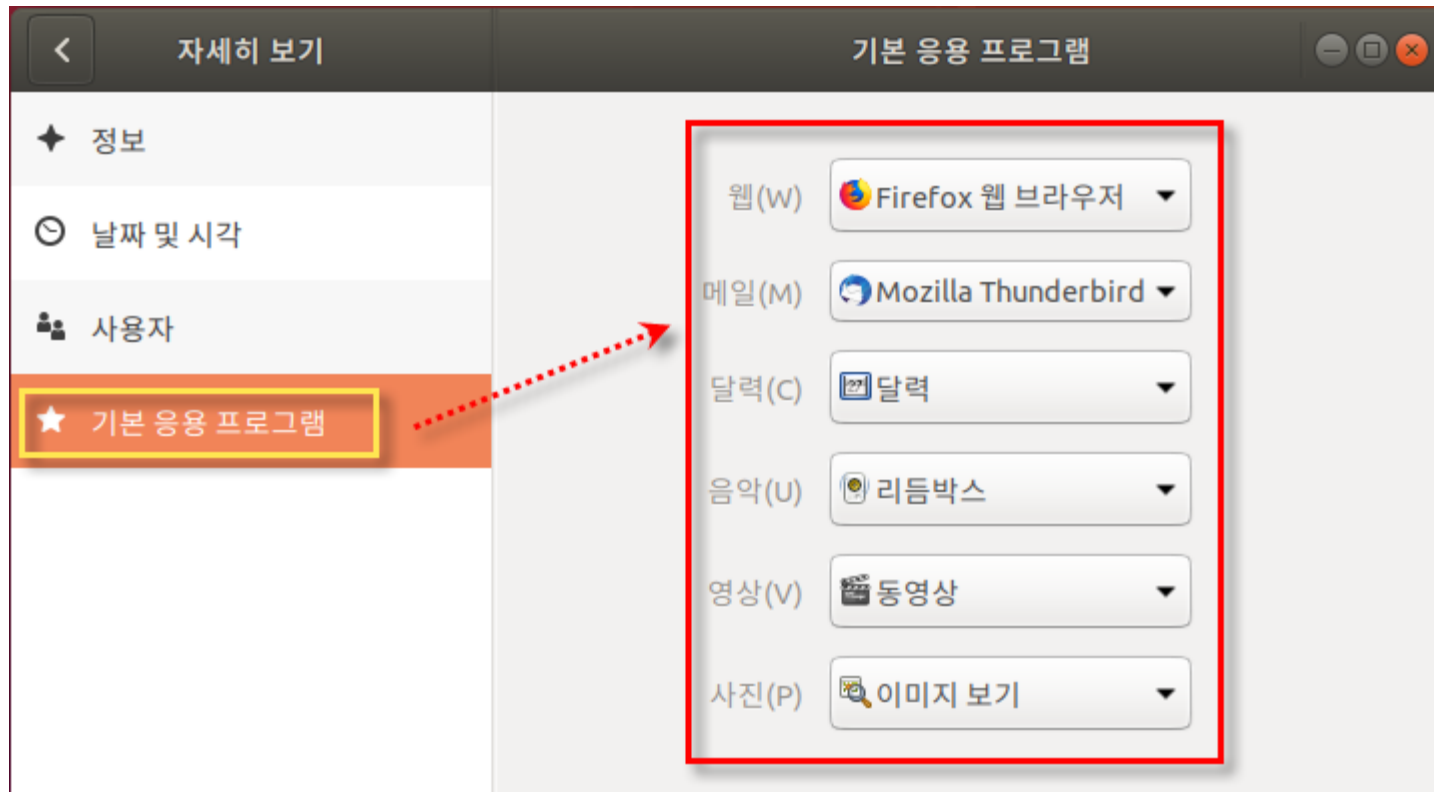 자세히 보기
기본 응용 프로그램
정보
날짜 및 시각
사용자
기본 응용 프로그램
웹(W) Firefox 웹 브라우저
메일(M) Mozilla Thunderbird
달력(C) 달력
음악(U) 리듬박스
영상(V) 동영상
사진(P) 이미지 보기